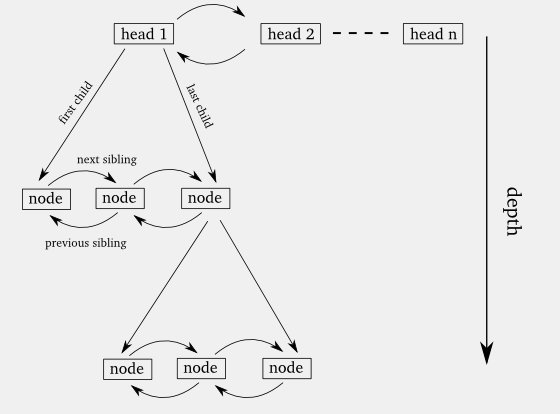 head 1
head 2
head n
first child
last child
next sibling
node
node
node
depth
previous sibling
node
node
node